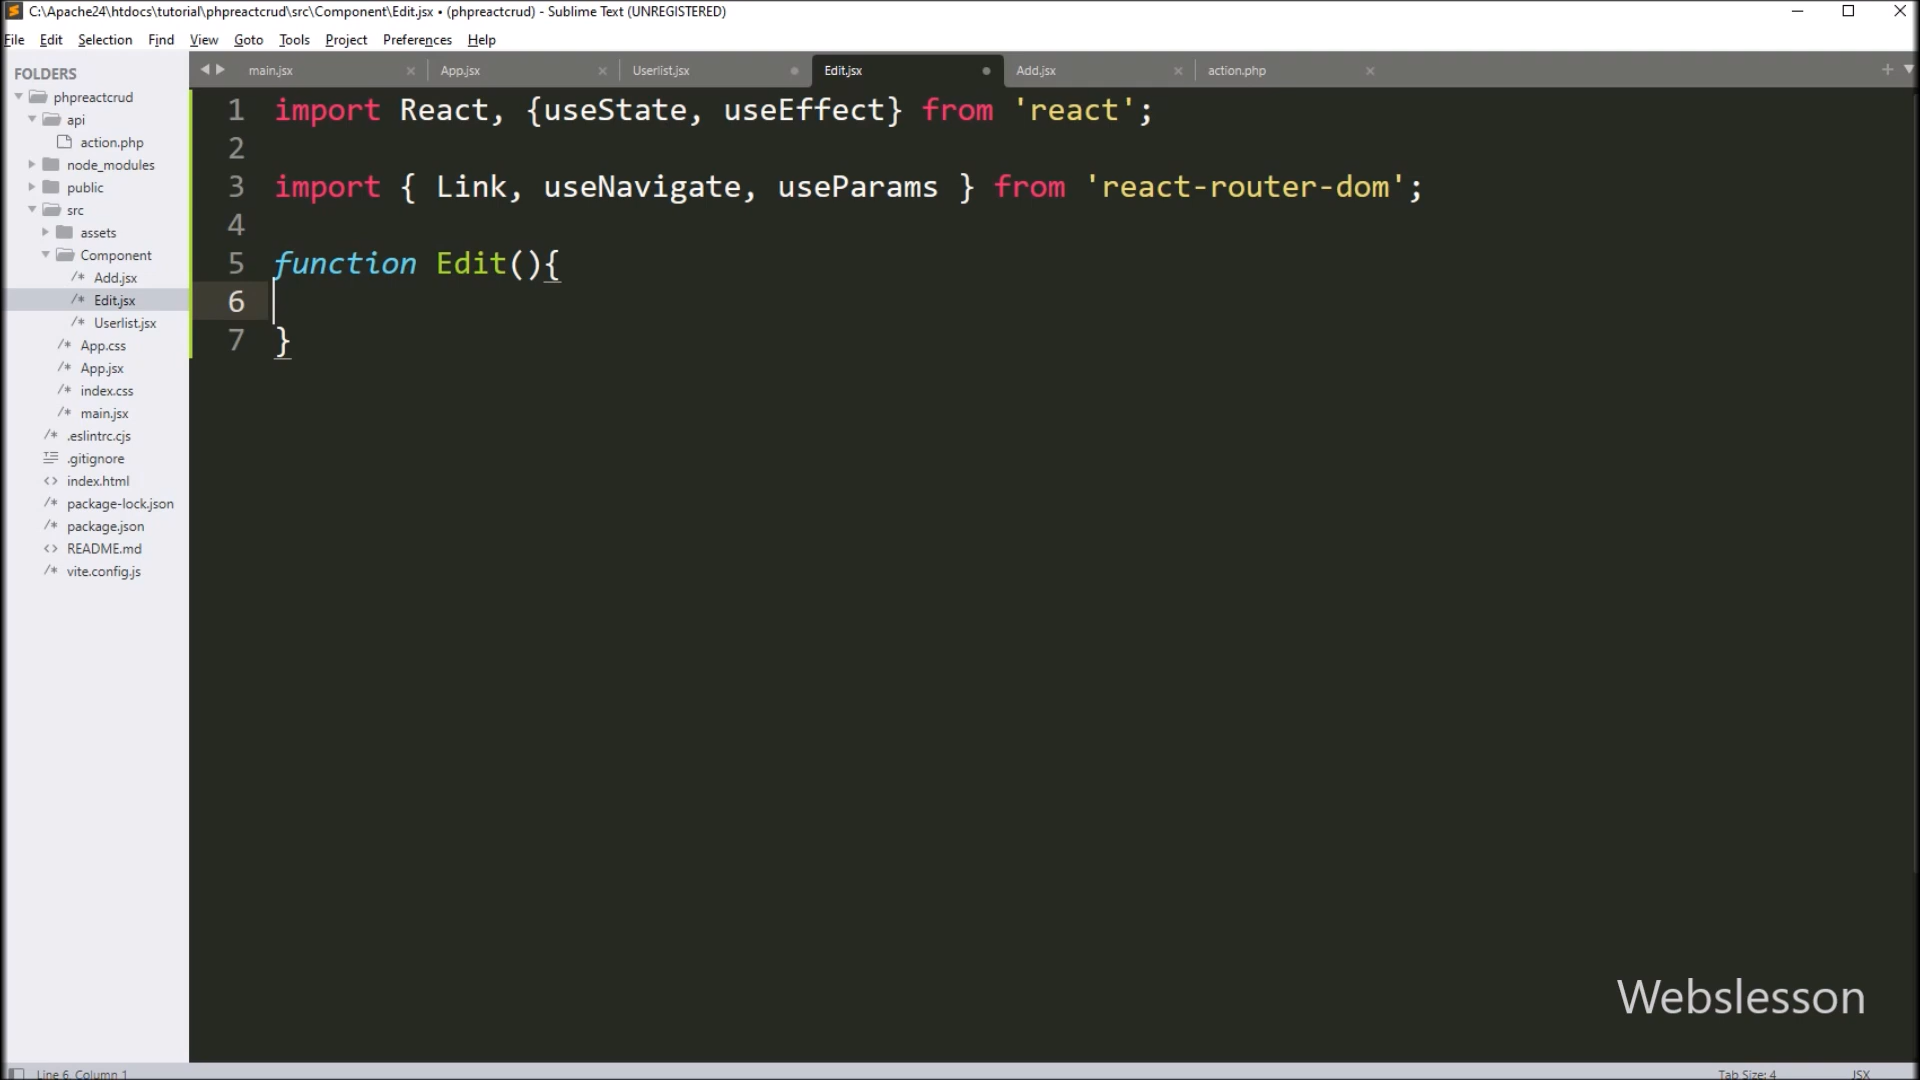 C:\Apache24\htdocs\tutorial\phpreactcrud\src\Component\Edit.jsx • (phpreactcrud) - Sublime Text (UNREGISTERED)
File Edit Selection Find View Goto Tools Project Preferences Help
main.jsx App.jsx Userlist.jsx Edit.jsx Add.jsx action.php
FOLDERS
phpreactcrud
api
action.php
node_modules
public
src
assets
Component
/* Add.jsx
/* Edit.jsx
/* Userlist.jsx
/* App.css
/* App.jsx
/* index.css
/* main.jsx
/* .eslintrc.cjs
.gitignore
<> index.html
/* package-lock.json
/* package.json
<> README.md
/* vite.config.js
1 import React, {useState, useEffect} from 'react';
2
3 import { Link, useNavigate, useParams } from 'react-router-dom';
4
5 function Edit(){
6
7 }
Webslesson
Line 6, Column 1
Tab Size: 4
JSX